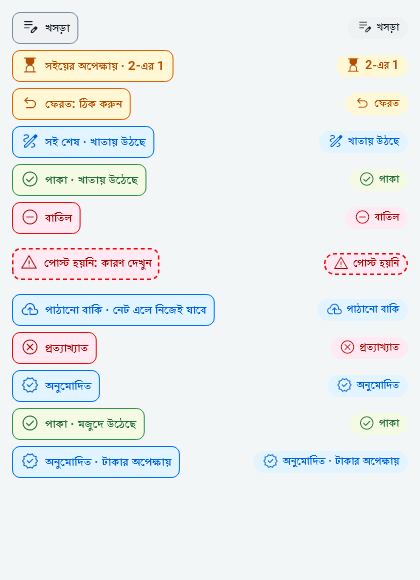 খসড়া
খসড়া
সইয়ের অপেক্ষায় · 2-এর 1
2-এর 1
ফেরত: ঠিক করুন
ফেরত
সই শেষ · খাতায় উঠছে
খাতায় উঠছে
পাকা · খাতায় উঠেছে
পাকা
বাতিল
বাতিল
পোস্ট হয়নি: কারণ দেখুন
পোস্ট হয়নি
পাঠানো বাকি · নেট এলে নিজেই যাবে
পাঠানো বাকি
প্রত্যাখ্যাত
প্রত্যাখ্যাত
অনুমোদিত
অনুমোদিত
পাকা · মজুদে উঠেছে
পাকা
অনুমোদিত · টাকার অপেক্ষায়
অনুমোদিত · টাকার অপেক্ষায়